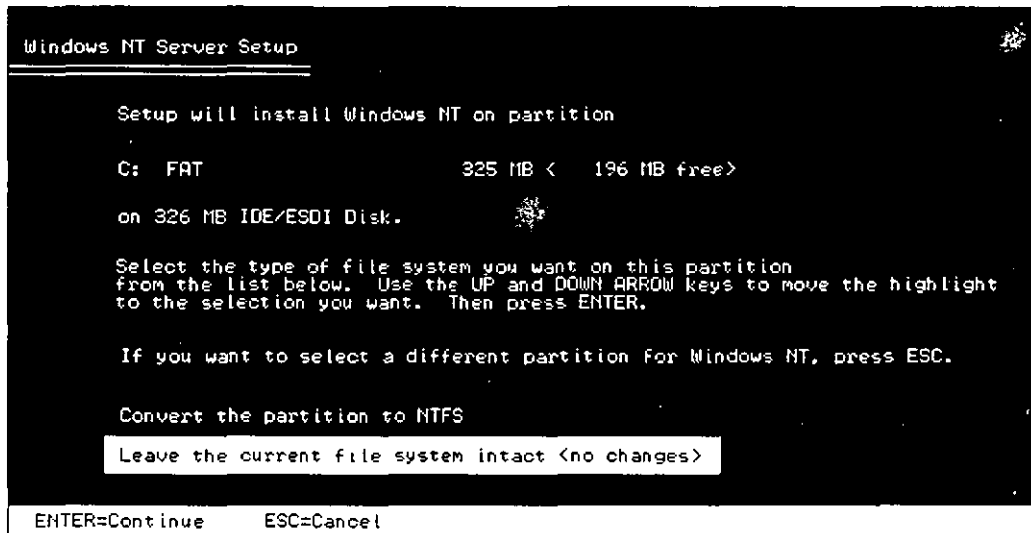 Windows NT Server Setup
Setup will install Windows NT on partition
C: FAT 325 MB < 196 MB free>
on 326 MB IDE/ESDI Disk.
Select the type of file system you want on this partition
from the list below. Use the UP and DOWN ARROW keys to move the highlight
to the selection you want. Then press ENTER.
If you want to select a different partition for Windows NT, press ESC.
Convert the partition to NTFS
Leave the current file system intact <no changes>
ENTER=Continue ESC=Cancel